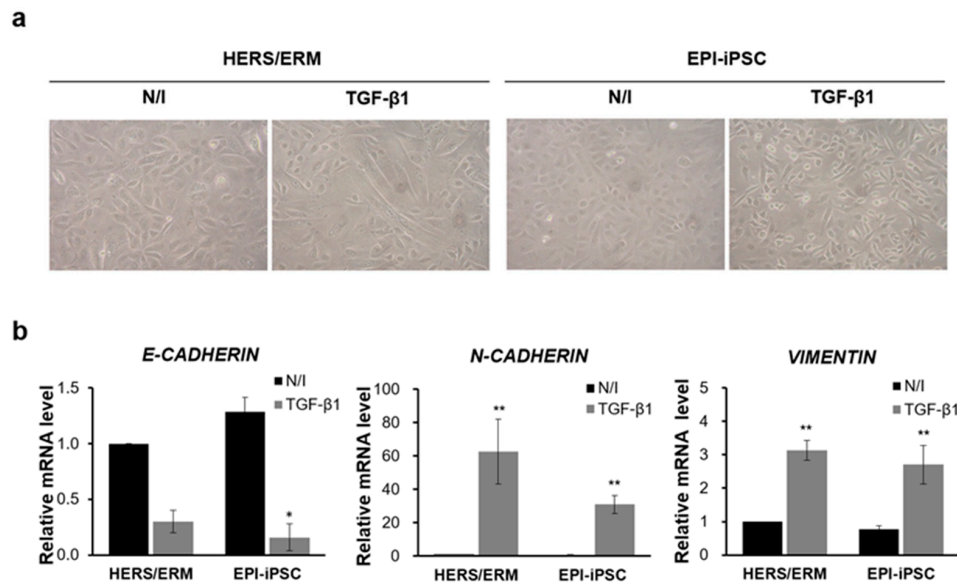 a
HERS/ERM
EPI-iPSC
N/I
TGF-β1
N/I
TGF-β1
b
E-CADHERIN
Relative mRNA level
1.5
1.0
0.5
0.0
N/I
TGF-β1
*
HERS/ERM
EPI-iPSC
N-CADHERIN
Relative mRNA level
100
80
60
40
20
0
N/I
TGF-β1
**
**
HERS/ERM
EPI-iPSC
VIMENTIN
Relative mRNA level
5
4
3
2
1
0
N/I
TGF-β1
**
**
HERS/ERM
EPI-iPSC